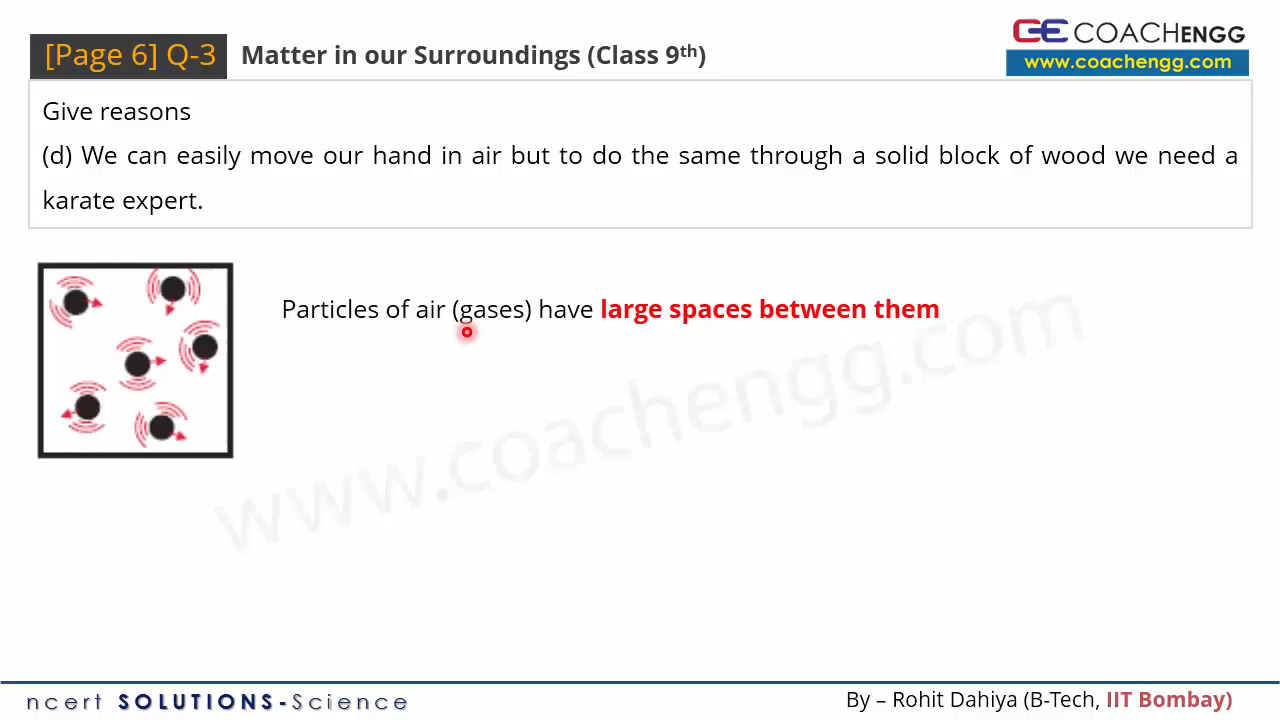 [Page 6] Q-3 Matter in our Surroundings (Class 9th)
CE COACHENGG
www.coachengg.com
Give reasons
(d) We can easily move our hand in air but to do the same through a solid block of wood we need a
karate expert.
Particles of air (gases) have large spaces between them
www.coachengg.com
ncert SOLUTIONS-Science
By – Rohit Dahiya (B-Tech, IIT Bombay)